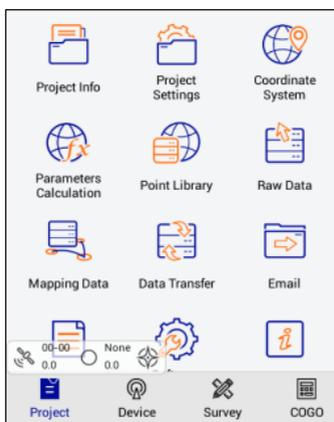 Project Info
Project
Settings
Coordinate
System
Parameters
Calculation
Point Library
Raw Data
Mapping Data
Data Transfer
Email
00-00
None
0.0
0.0
Project
Device
Survey
COGO